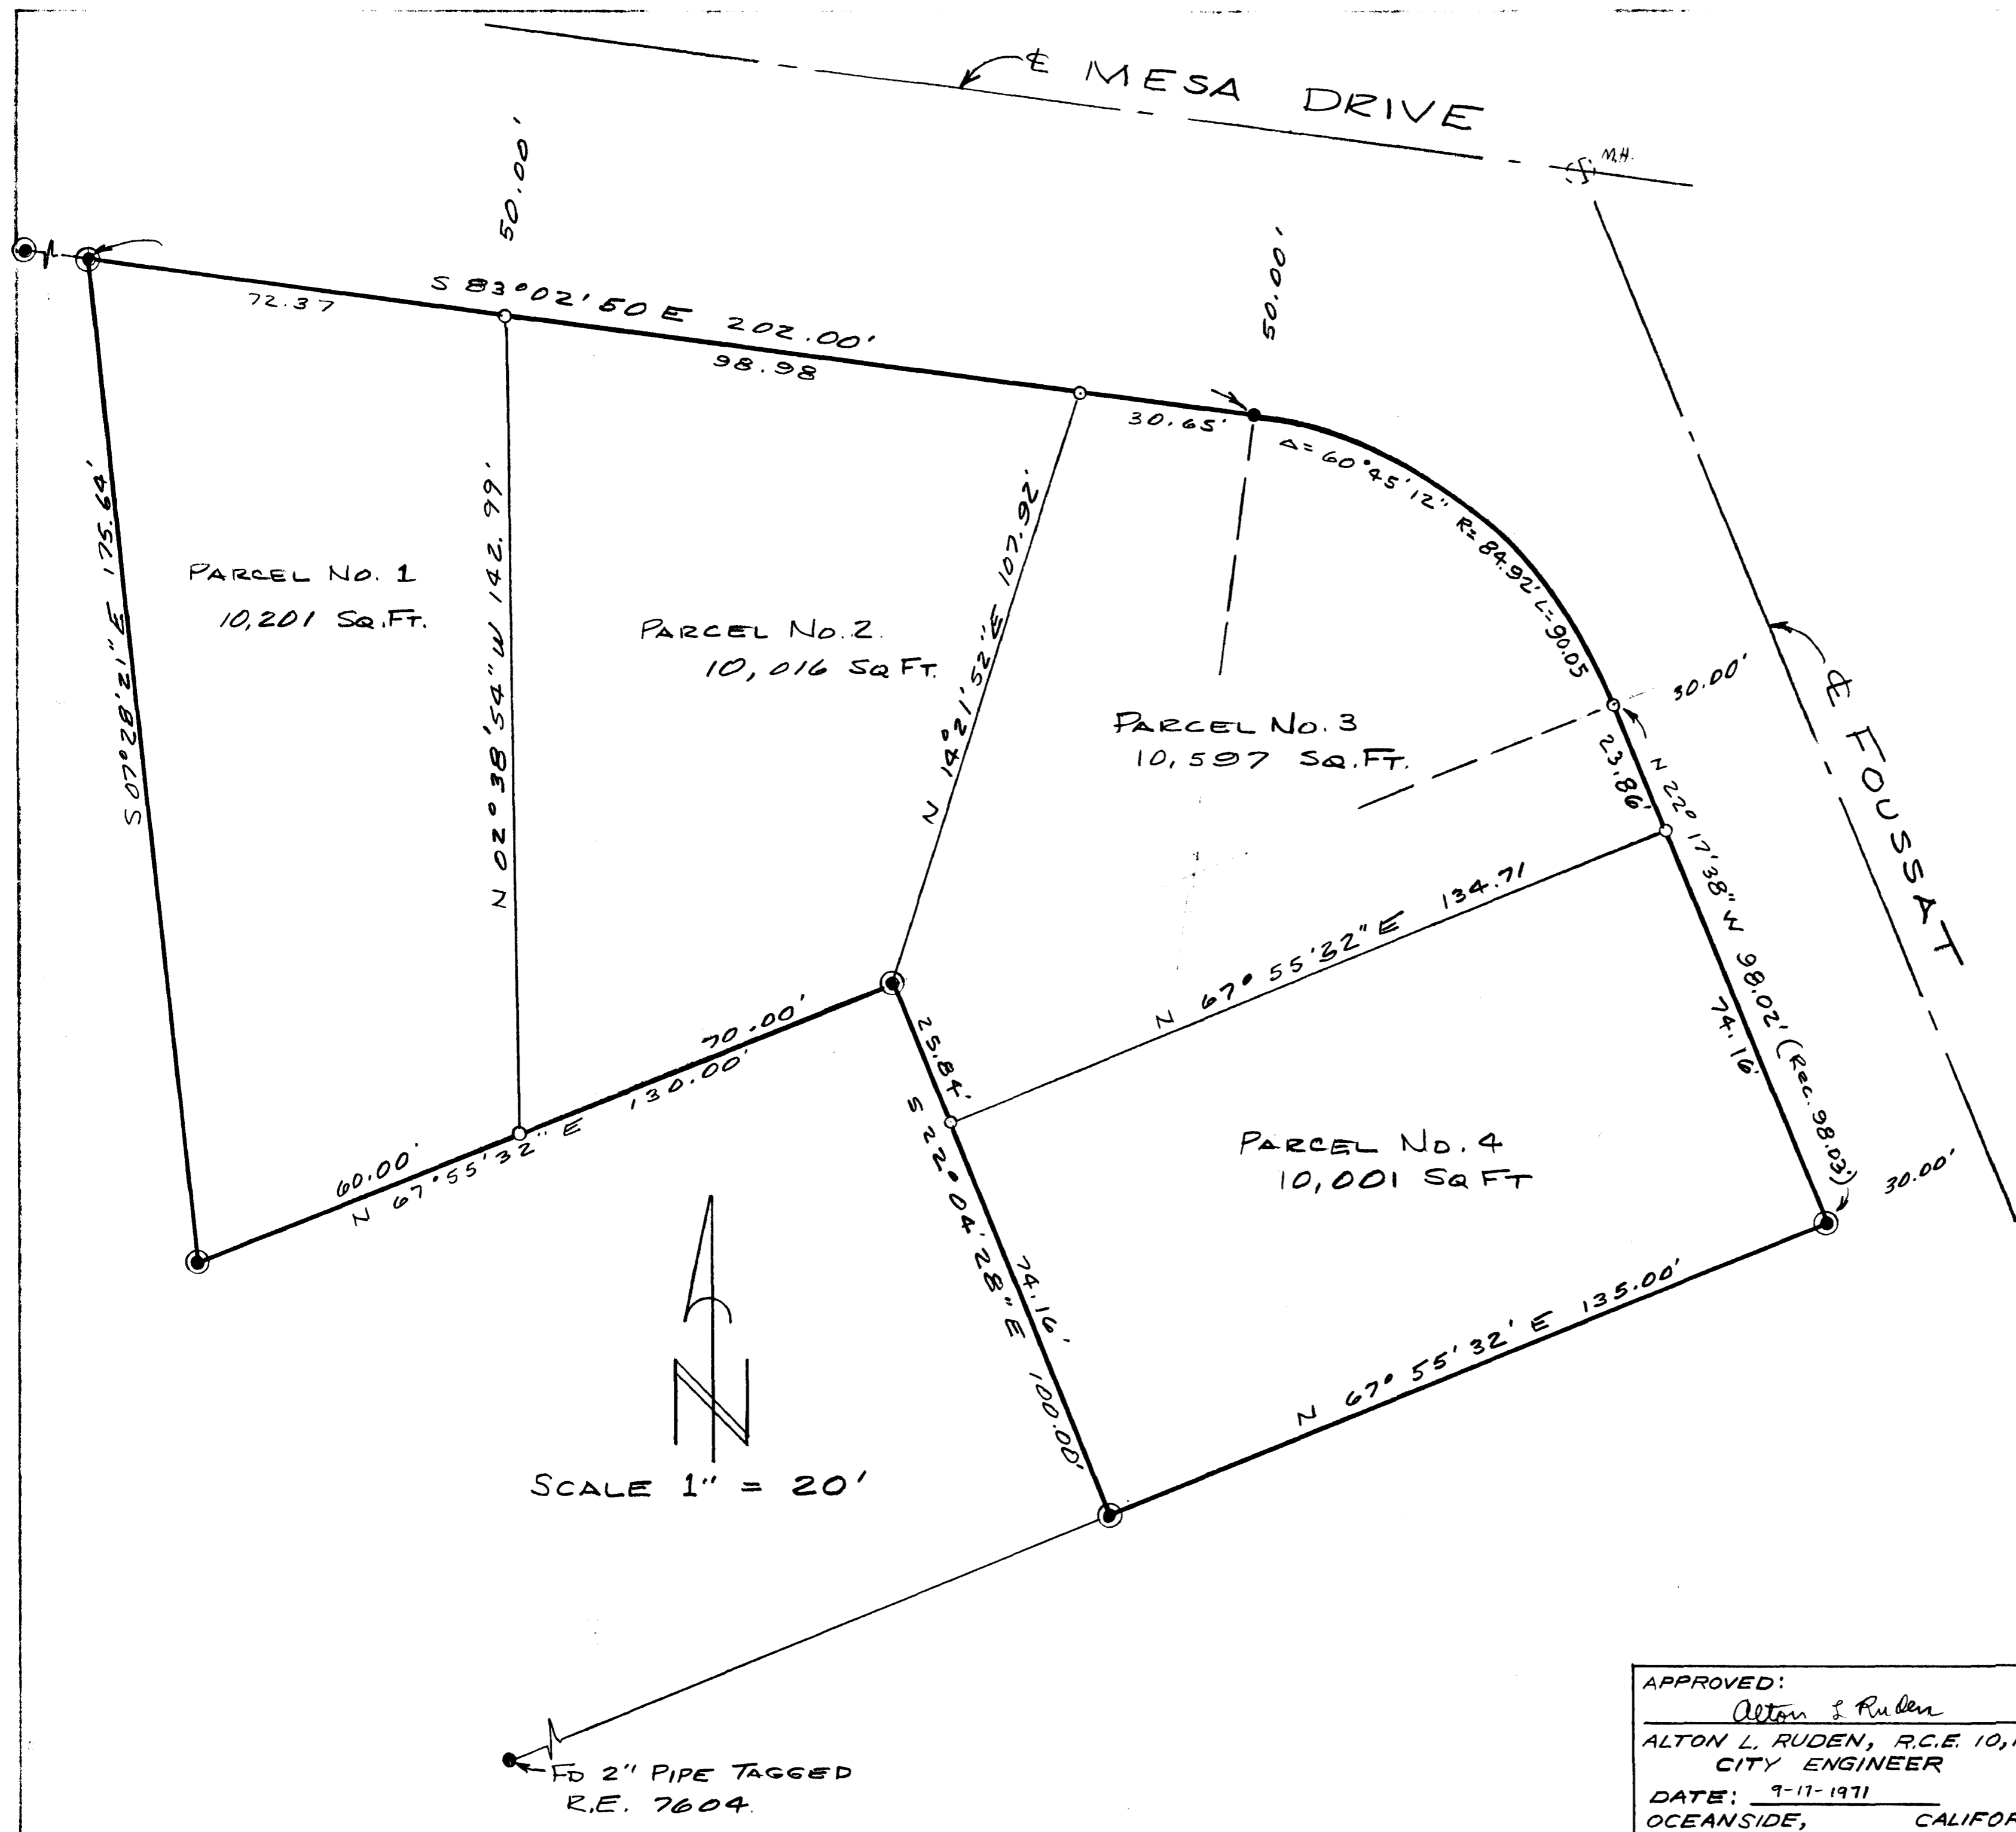 ℄ MESA DRIVE
M.H.
50.00'
50.00'
S 83°02'50 E 202.00'
72.37
98.98
30.65'
Δ= 60°45'12" R= 84.92' L= 90.05
S 07°28'21" E 175.64'
PARCEL No. 1
10,201 SQ.FT.
N 02°38'54" W 142.99'
PARCEL No. 2.
10,016 SQ FT.
N 14°21'52" E 107.92'
PARCEL No. 3
10,597 SQ.FT.
30.00'
℄ FOUSSAT
23.86'
N 22° 17'38" W 98.02' (Rec. 98.03')
74.16'
N 67° 55'32" E 134.71
70.00'
60.00'
N 67°55'32" E 130.00'
25.84'
S 22°04'28" E 100.00'
74.16'
PARCEL No. 4
10,001 SQ FT
30.00'
N 67° 55' 32' E 135.00'
N
SCALE 1" = 20'
FD 2" PIPE TAGGED
R.E. 7604.
APPROVED:
Alton L Ruden
ALTON L. RUDEN, R.C.E. 10,
CITY ENGINEER
DATE: 9-17-1971
OCEANSIDE, CALIFOR